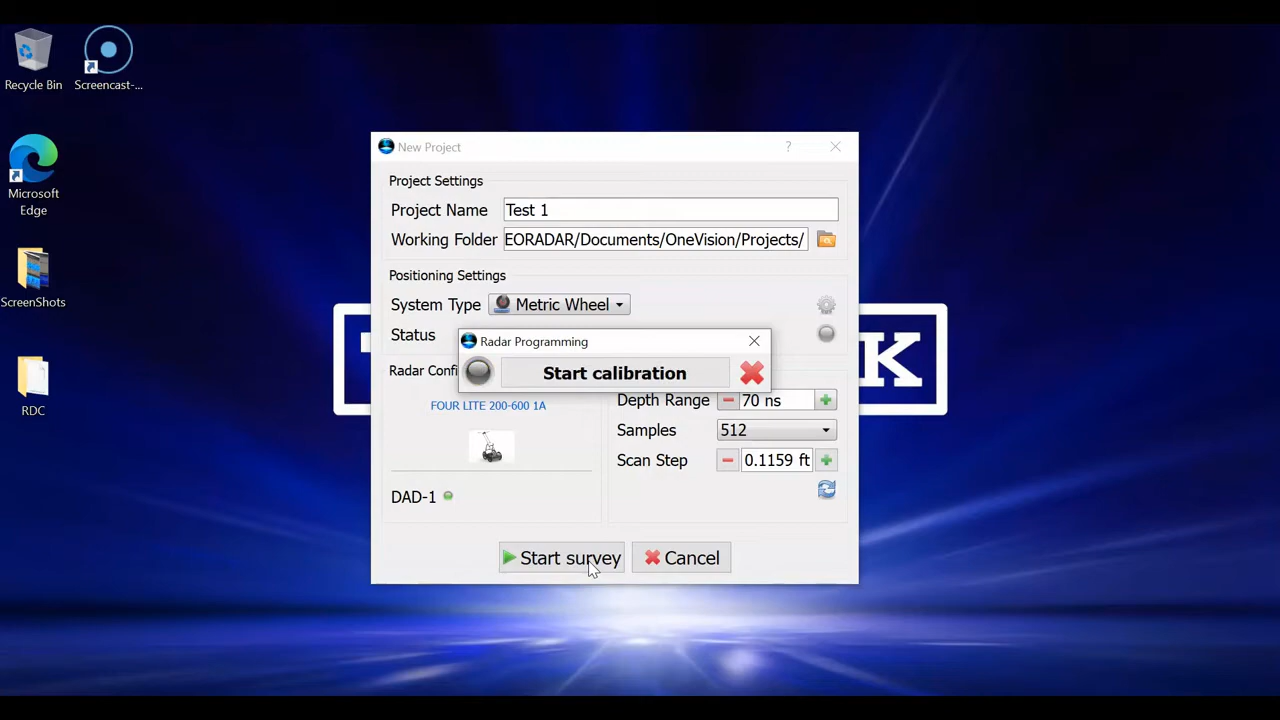 Recycle Bin
Screencast-...
Microsoft
Edge
ScreenShots
RDC
New Project
?
Project Settings
Project Name
Test 1
Working Folder
EORADAR/Documents/OneVision/Projects/
Positioning Settings
System Type
Metric Wheel
Status
Radar Programming
Start calibration
Radar Confi
FOUR LITE 200-600 1A
DAD-1
Depth Range
70 ns
Samples
512
Scan Step
0.1159 ft
Start survey
Cancel
K